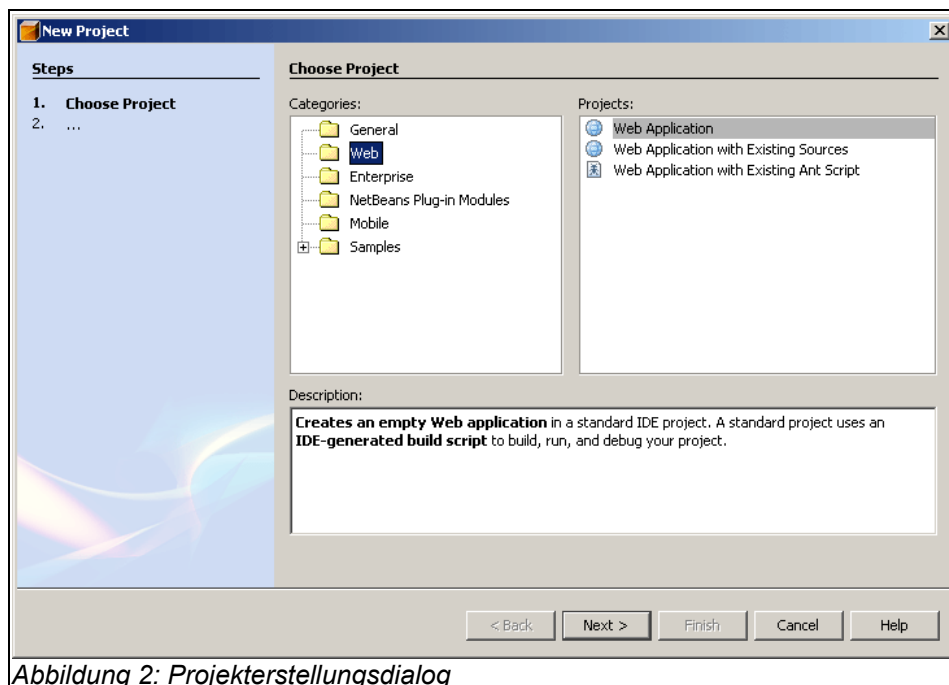 New Project
Steps
1. Choose Project
2. ...
Choose Project
Categories:
General
Web
Enterprise
NetBeans Plug-in Modules
Mobile
Samples
Projects:
Web Application
Web Application with Existing Sources
Web Application with Existing Ant Script
Description:
Creates an empty Web application in a standard IDE project. A standard project uses an
IDE-generated build script to build, run, and debug your project.
< Back
Next >
Finish
Cancel
Help
Abbildung 2: Projekterstellungsdialog